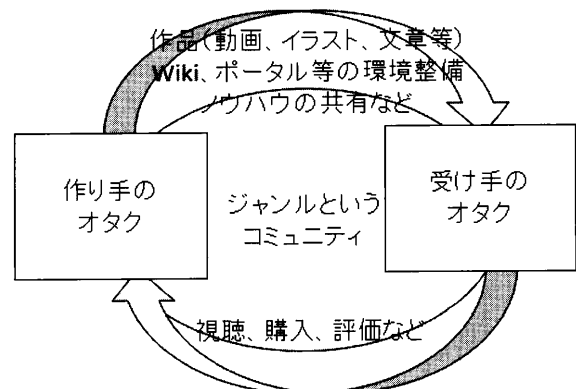 作品(動画、イラスト、文章等)
Wiki、ポータル等の環境整備
ノウハウの共有など
作り手の
オタク
ジャンルという
コミュニティ
受け手の
オタク
視聴、購入、評価など